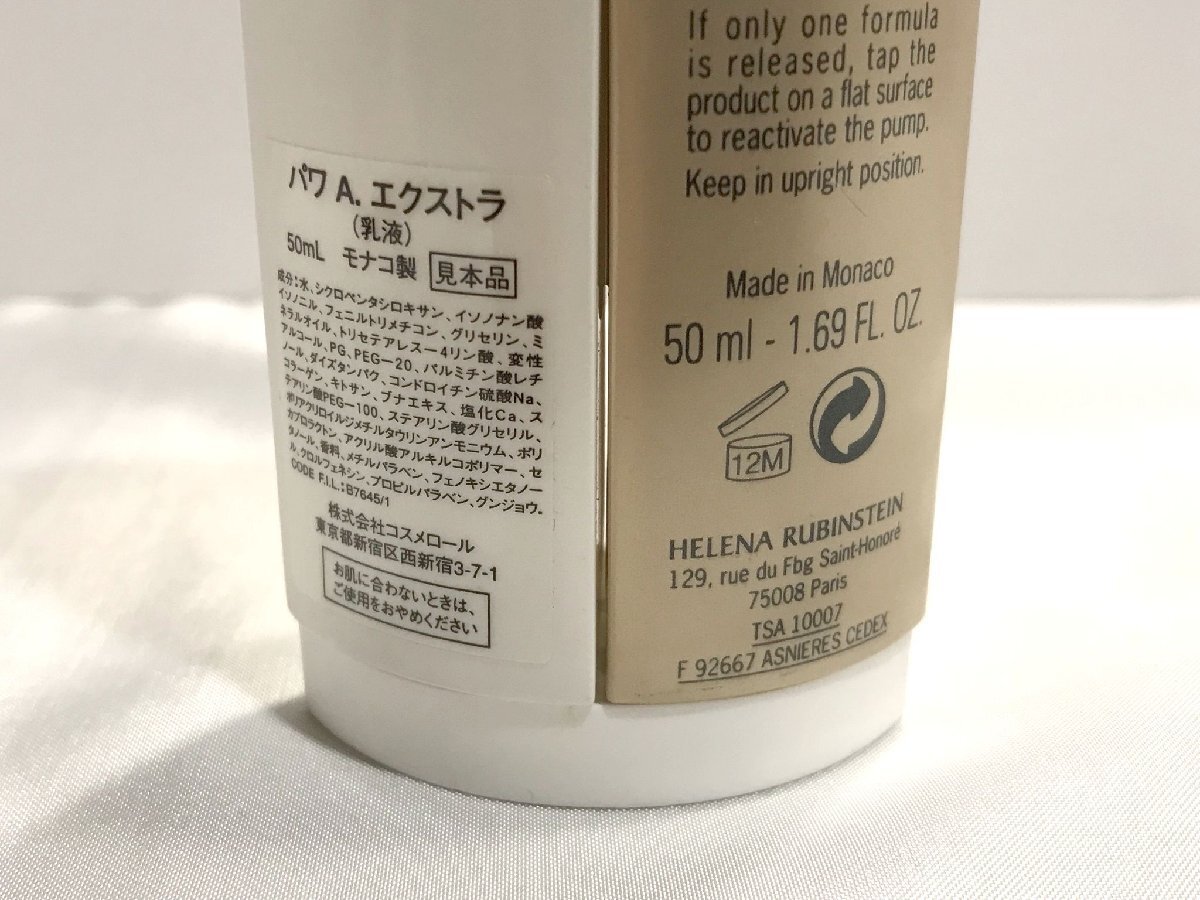 パワ A. エクストラ
(乳液)
50mL モナコ製 見本品
成分:水、シクロペンタシロキサン、イソノナン酸
イソノニル、フェニルトリメチコン、グリセリン、ミ
ネラルオイル、トリセテアレス-4リン酸、変性
アルコール、PG、PEG-20、パルミチン酸レチ
ノール、ダイズタンパク、コンドロイチン硫酸Na、
コラーゲン、キトサン、ブナエキス、塩化Ca、ス
テアリン酸PEG-100、ステアリン酸グリセリル、
ポリアクリロイルジメチルタウリンアンモニウム、ポリ
カプロラクトン、アクリル酸アルキルコポリマー、セ
タノール、香料、メチルパラベン、フェノキシエタノー
ル、クロルフェネシン、プロピルパラベン、グンジョウ。
CODE F.I.L.:B7645/1
株式会社コスメロール
東京都新宿区西新宿3-7-1
お肌に合わないときは、
ご使用をおやめください
If only one formula
is released, tap the
product on a flat surface
to reactivate the pump.
Keep in upright position.
Made in Monaco
50 ml - 1.69 FL. OZ.
12M
HELENA RUBINSTEIN
129, rue du Fbg Saint-Honoré
75008 Paris
TSA 10007
F 92667 ASNIERES CEDEX